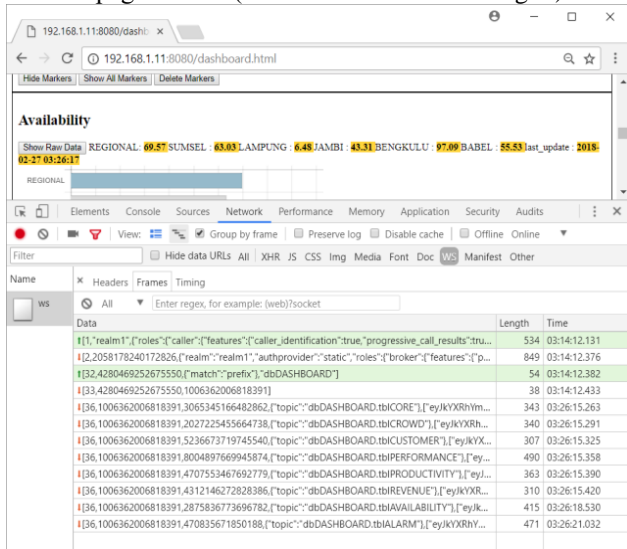 192.168.1.11:8080/dashb
192.168.1.11:8080/dashboard.html
Hide Markers Show All Markers Delete Markers
Availability
Show Raw Data REGIONAL: 69.57 SUMSEL : 63.03 LAMPUNG : 6.48 JAMBI : 43.31 BENGKULU : 97.09 BABEL : 55.53 last_update : 2018-
02-27 03:26:17
REGIONAL
Elements Console Sources Network Performance Memory Application Security Audits
View: Group by frame Preserve log Disable cache Offline Online
Filter Hide data URLs All XHR JS CSS Img Media Font Doc WS Manifest Other
Name Headers Frames Timing
ws All Enter regex, for example: (web)?socket
Data Length Time
[1,"realm1",{"roles":{"caller":{"features":{"caller_identification":true,"progressive_call_results":tru... 534 03:14:12.131
[2,2058178240172826,{"realm":"realm1","authprovider":"static","roles":{"broker":{"features":{"p... 849 03:14:12.376
[32,4280469252675550,{"match":"prefix"},"dbDASHBOARD"] 54 03:14:12.382
[33,4280469252675550,1006362006818391] 38 03:14:12.433
[36,1006362006818391,3065345166482862,{"topic":"dbDASHBOARD.tblCORE"},["eyJkYXRhYm... 343 03:26:15.263
[36,1006362006818391,2027225455664738,{"topic":"dbDASHBOARD.tblCROWD"},["eyJkYXRh... 340 03:26:15.291
[36,1006362006818391,5236673719745540,{"topic":"dbDASHBOARD.tblCUSTOMER"},["eyJkYX... 307 03:26:15.325
[36,1006362006818391,8004897669945874,{"topic":"dbDASHBOARD.tblPERFORMANCE"},["ey... 490 03:26:15.358
[36,1006362006818391,4707553467692779,{"topic":"dbDASHBOARD.tblPRODUCTIVITY"},["eyJ... 363 03:26:15.390
[36,1006362006818391,4312146272828386,{"topic":"dbDASHBOARD.tblREVENUE"},["eyJkYXR... 310 03:26:15.420
[36,1006362006818391,2875836773696782,{"topic":"dbDASHBOARD.tblAVAILABILITY"},["eyJk... 415 03:26:18.530
[36,1006362006818391,470835671850188,{"topic":"dbDASHBOARD.tblALARM"},["eyJkYXRhY... 471 03:26:21.032